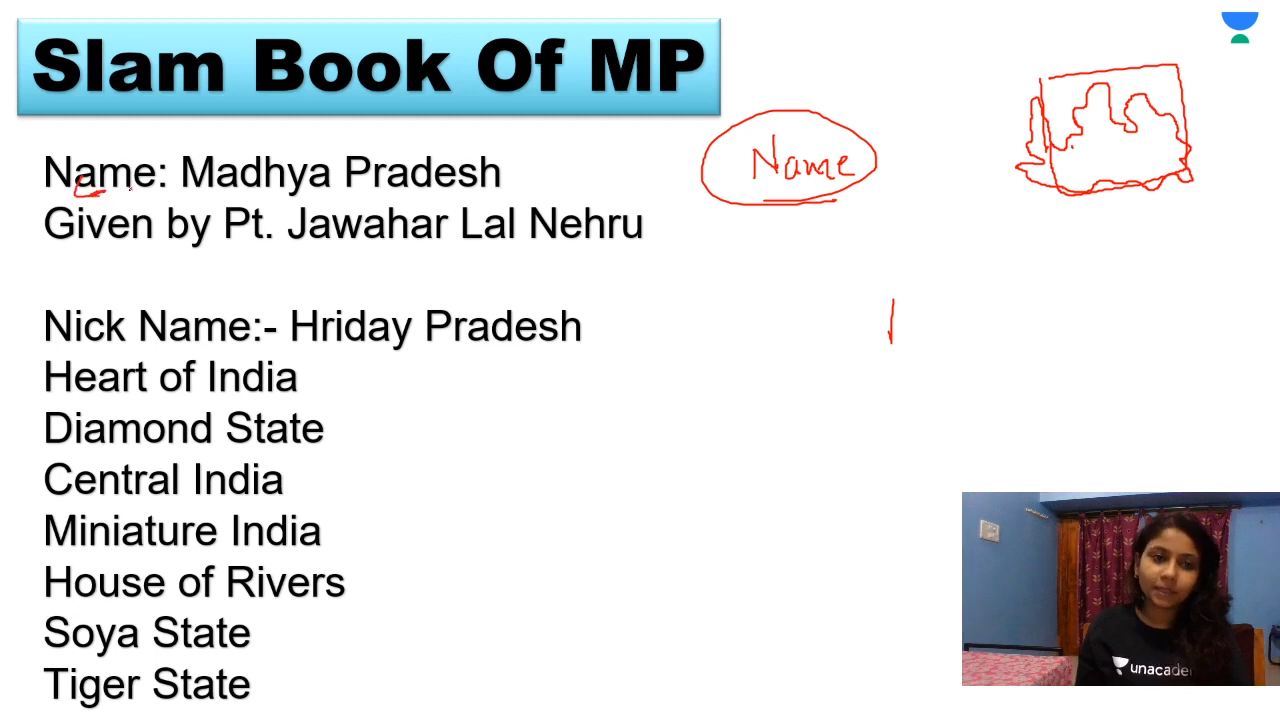 Slam Book Of MP
Name: Madhya Pradesh
Given by Pt. Jawahar Lal Nehru
Name
Nick Name:- Hriday Pradesh
Heart of India
Diamond State
Central India
Miniature India
House of Rivers
Soya State
Tiger State
unacade